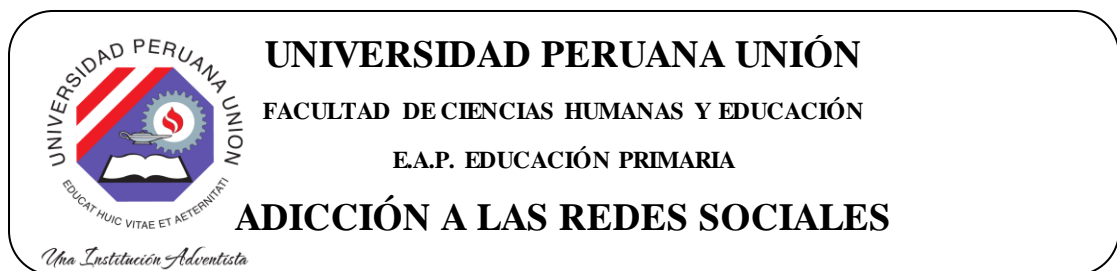 UNIVERSIDAD PERUANA UNION
EDUCAT HUIC VITAE ET AETERNITATI
Una Institución Adventista
UNIVERSIDAD PERUANA UNIÓN
FACULTAD DE CIENCIAS HUMANAS Y EDUCACIÓN
E.A.P. EDUCACIÓN PRIMARIA
ADICCIÓN A LAS REDES SOCIALES